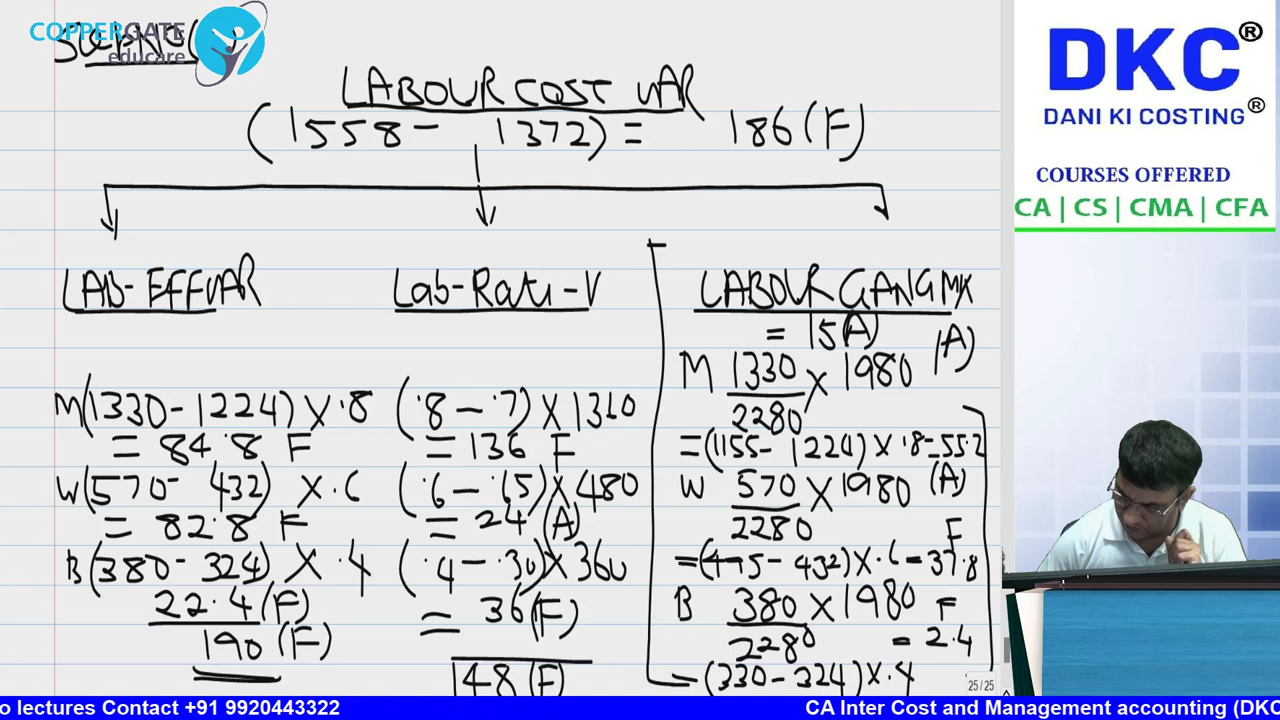 COPPERGATE
educare
LABOUR COST VAR
(1558 - 1372) = 186 (F)
LAB-EFF VAR
M(1330-1224) X .8
= 84.8 F
W(570- 432) X .6
= 82.8 F
B(380-324) X .4
22.4 (F)
190 (F)
Lab-Rate-V
(.8 - .7) X 1360
= 136 F
(.6 - .65) X 480
= 24 (A)
(.4 - .30) X 360
= 36 (F)
148 (F)
LABOUR GANG MIX
= 15(A)
M 1330/2280 X 1980 (A)
=(1155-1224) X .8 = 55.2
W 570/2280 X 1980 (A)
F
=(495-432) X .6 = 37.8
B 380/2280 X 1980 F
= 2.4
=(330-324) X .4
25 / 25
DKC®
DANI KI COSTING®
COURSES OFFERED
CA | CS | CMA | CFA
o lectures Contact +91 9920443322
CA Inter Cost and Management accounting (DKC